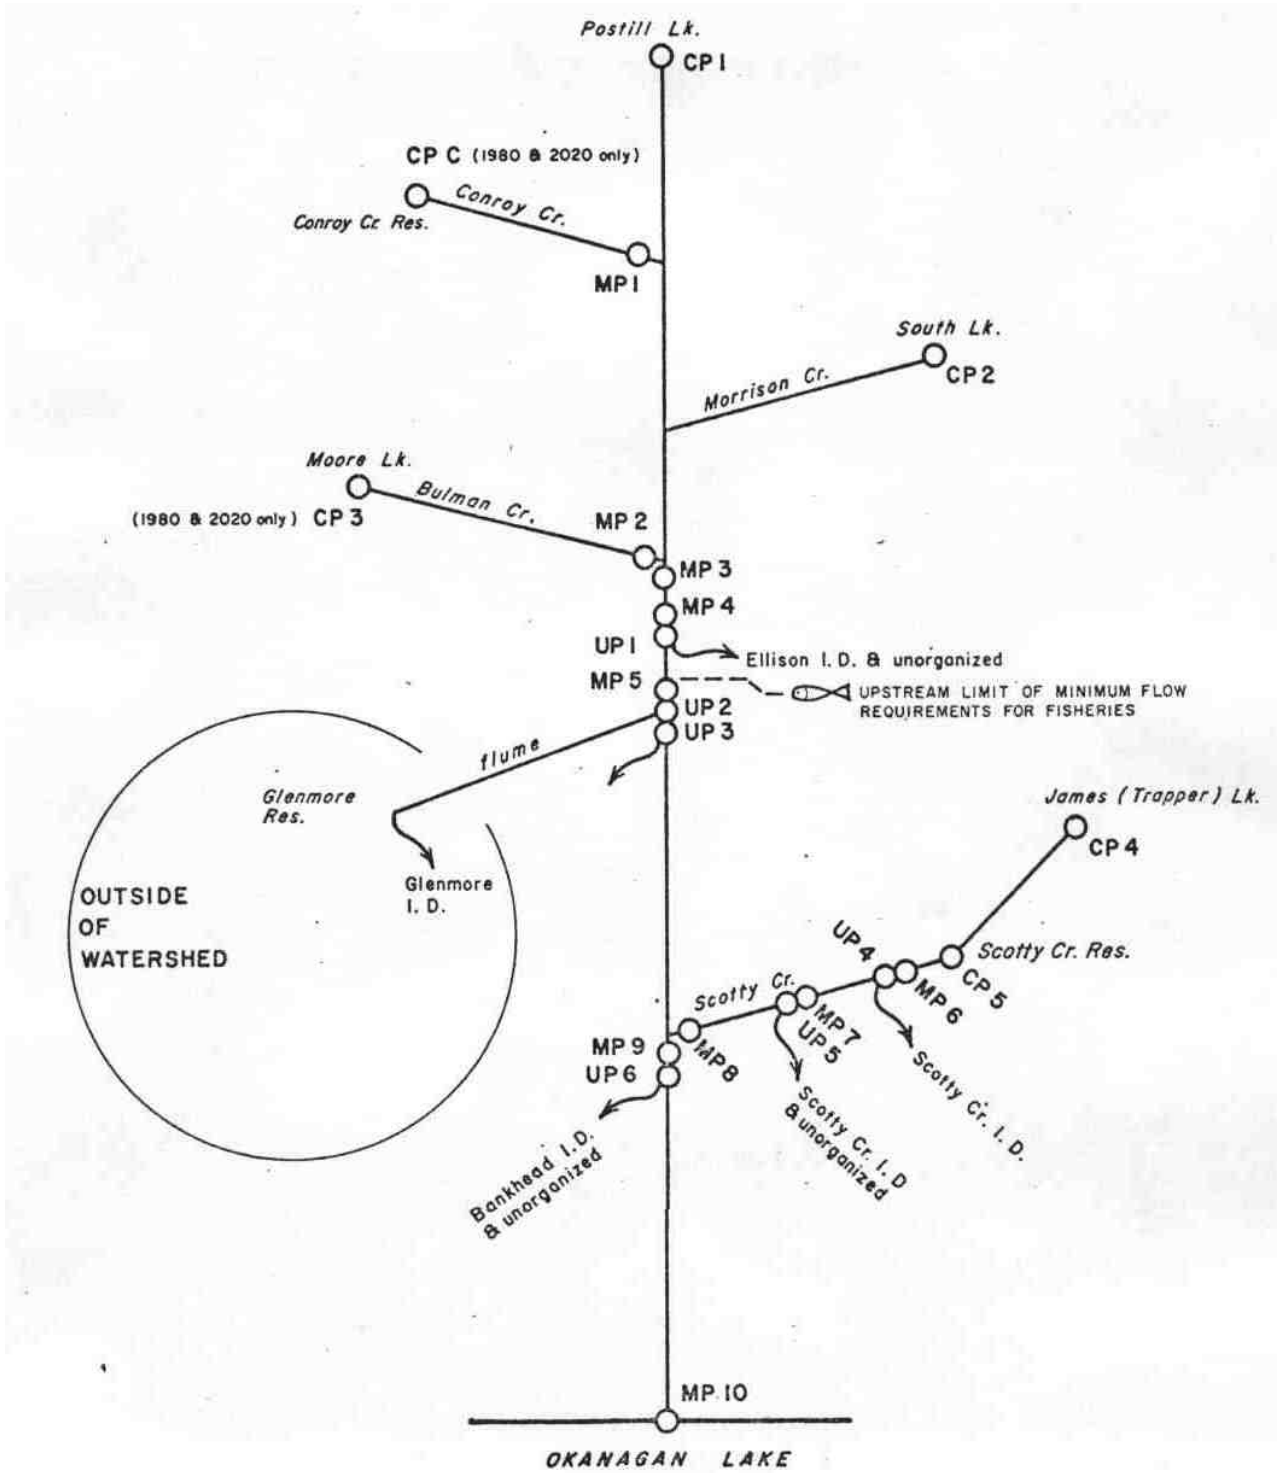 Postill Lk.
CP 1
CP C (1980 & 2020 only)
Conroy Cr.
Conroy Cr. Res.
MP 1
South Lk.
CP 2
Morrison Cr.
Moore Lk.
Bulman Cr.
(1980 & 2020 only) CP 3
MP 2
MP 3
MP 4
UP 1
Ellison I.D. & unorganized
MP 5
UPSTREAM LIMIT OF MINIMUM FLOW
REQUIREMENTS FOR FISHERIES
UP 2
UP 3
flume
Glenmore
Res.
Glenmore
I.D.
OUTSIDE
OF
WATERSHED
James (Trapper) Lk.
CP 4
Scotty Cr. Res.
CP 5
UP 4
MP 6
Scotty Cr.
MP 7
UP 5
MP 8
MP 9
UP 6
Scotty Cr. I.D.
Scotty Cr. I.D
& unorganized
Bankhead I.D.
& unorganized
MP 10
OKANAGAN LAKE